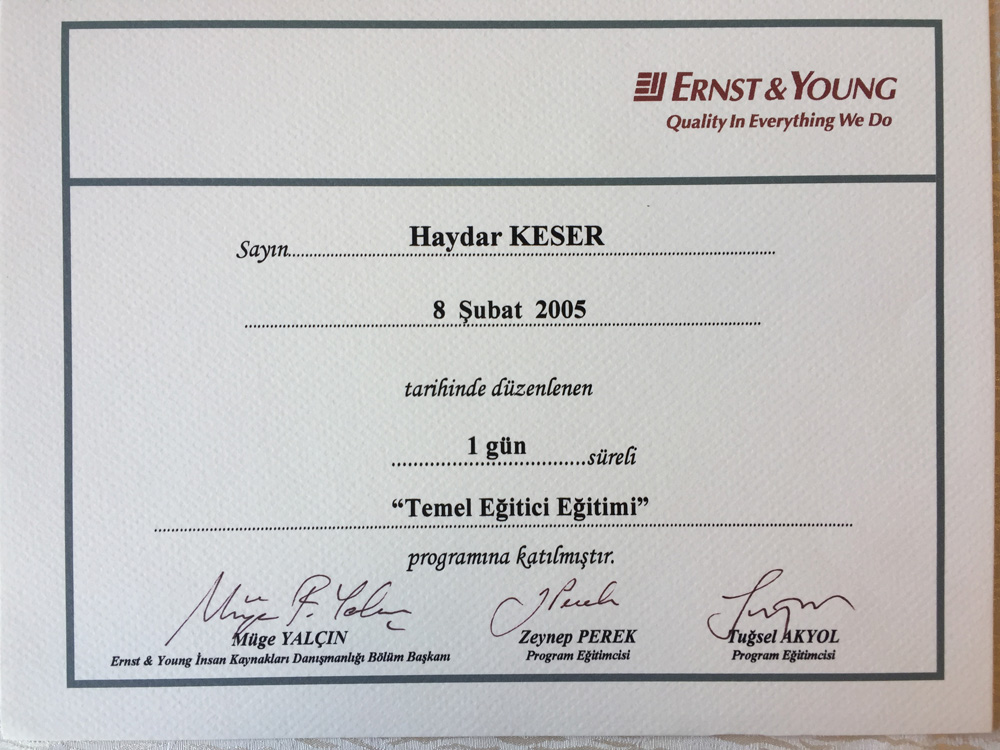 ERNST & YOUNG
Quality In Everything We Do
Sayın Haydar KESER
8 Şubat 2005
tarihinde düzenlenen
1 gün süreli
“Temel Eğitici Eğitimi”
programına katılmıştır.
Müge YALÇIN Zeynep PEREK Tuğsel AKYOL
Ernst & Young İnsan Kaynakları Danışmanlığı Bölüm Başkanı Program Eğitimcisi Program Eğitimcisi